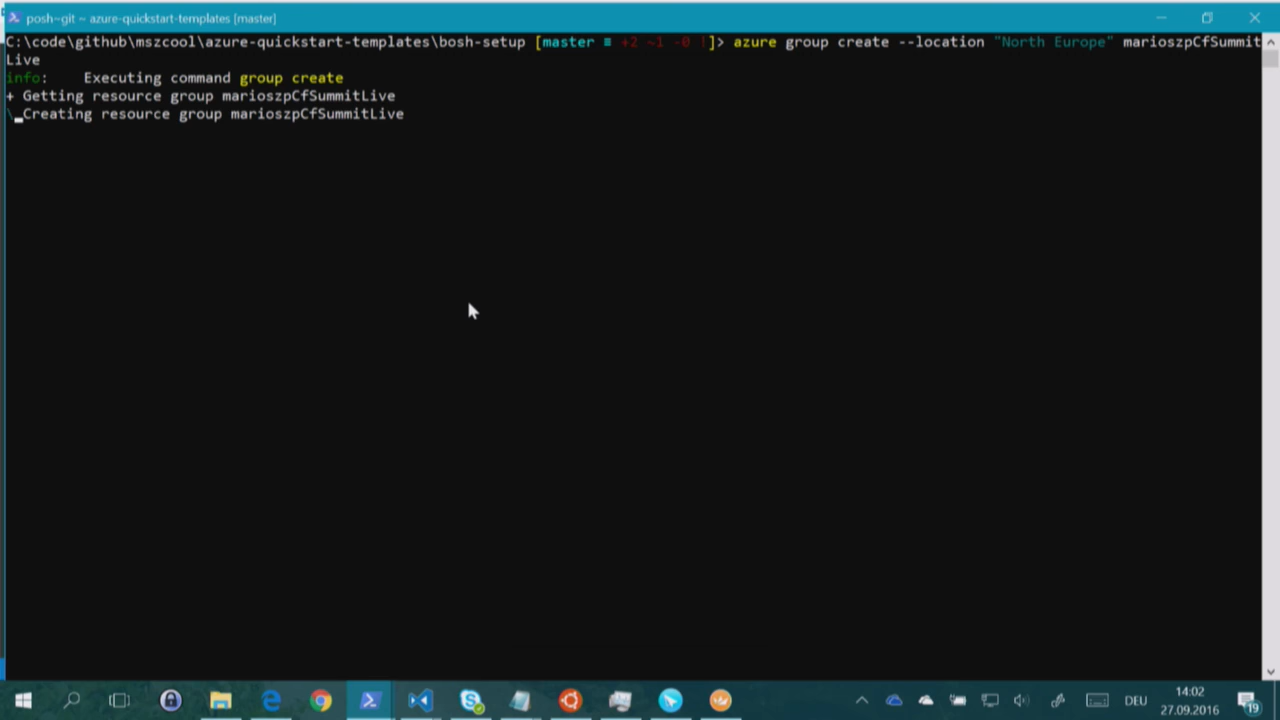 posh~git ~ azure-quickstart-templates [master]
C:\code\github\mszcool\azure-quickstart-templates\bosh-setup [master ≡ +2 ~1 -0 !]> azure group create --location "North Europe" marioszpCfSummit
Live
info:    Executing command group create
+ Getting resource group marioszpCfSummitLive
\ Creating resource group marioszpCfSummitLive
DEU
14:02
27.09.2016
19